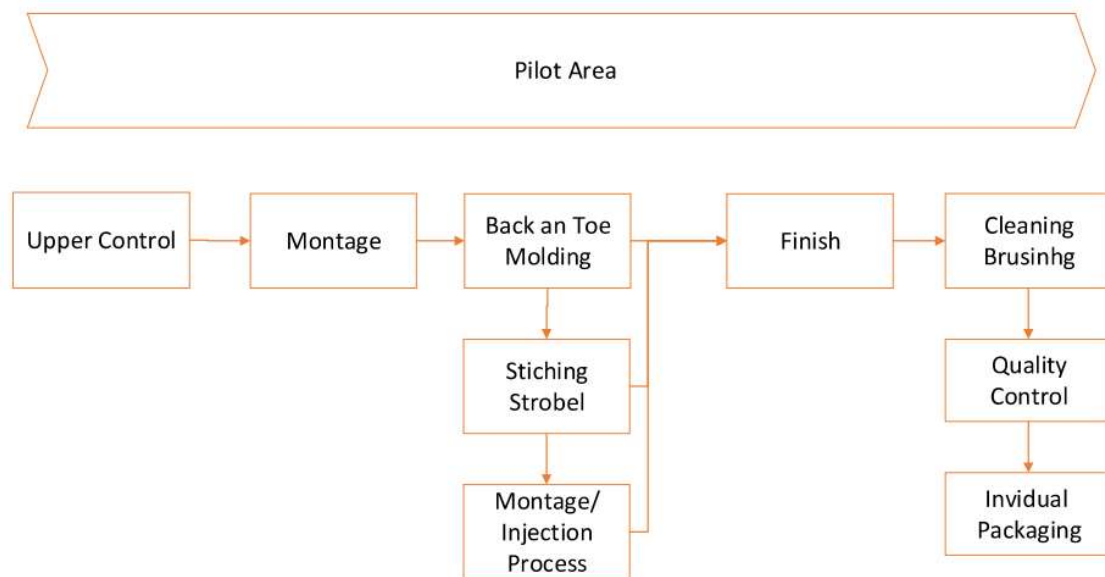 Pilot Area
Upper Control
Montage
Back an Toe
Molding
Finish
Cleaning
Brusinhg
Stiching
Strobel
Quality
Control
Montage/
Injection
Process
Invidual
Packaging